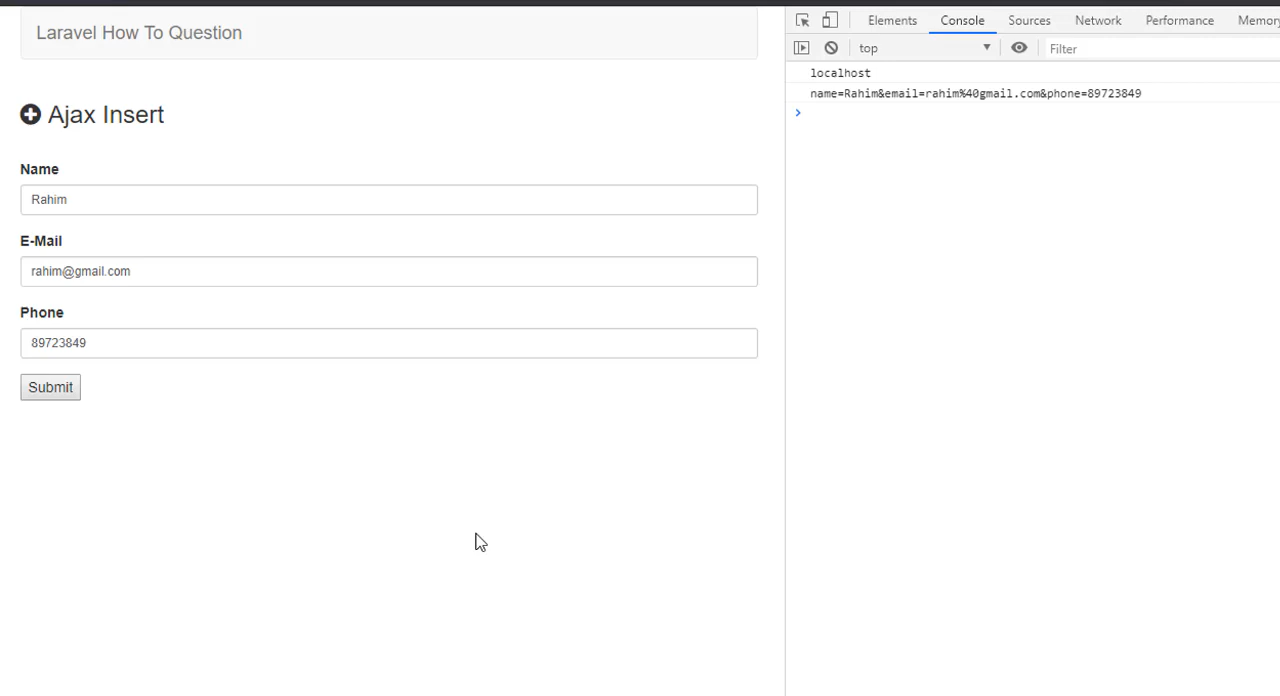 Laravel How To Question
Ajax Insert
Name
Rahim
E-Mail
rahim@gmail.com
Phone
89723849
Submit
Elements Console Sources Network Performance Memory
top Filter
localhost
name=Rahim&email=rahim%40gmail.com&phone=89723849